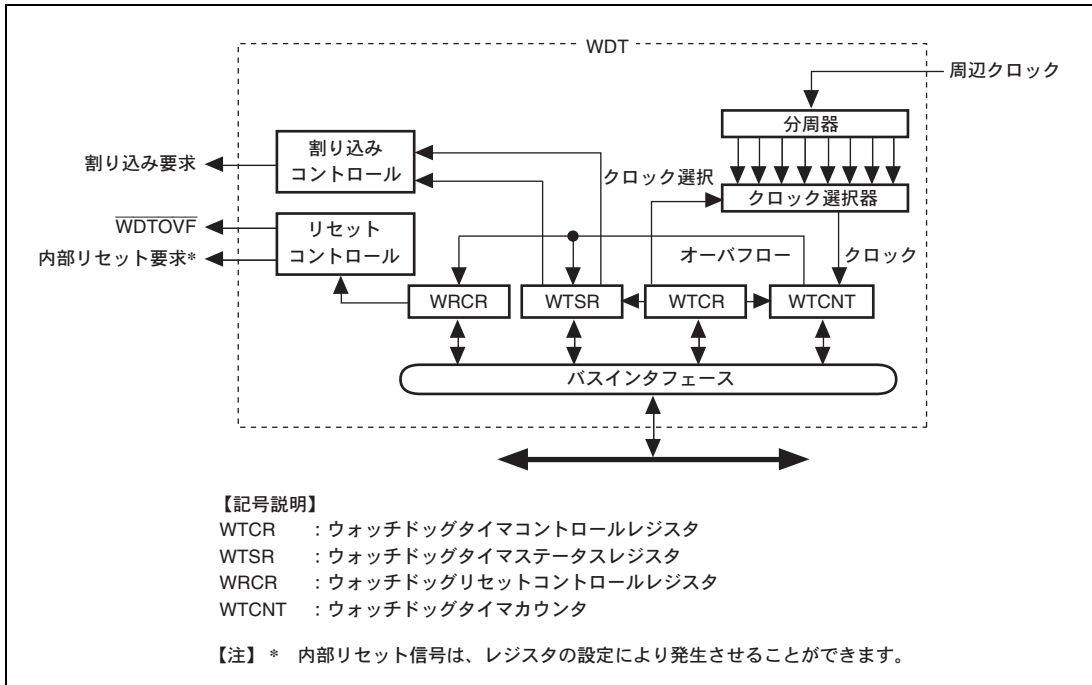 WDT
周辺クロック
分周器
割り込み要求
割り込み
コントロール
クロック選択
クロック選択器
WDTOVF
内部リセット要求*
リセット
コントロール
オーバフロー
クロック
WRCR
WTSR
WTCR
WTCNT
バスインタフェース
【記号説明】
WTCR :ウォッチドッグタイマコントロールレジスタ
WTSR :ウォッチドッグタイマステータスレジスタ
WRCR :ウォッチドッグリセットコントロールレジスタ
WTCNT :ウォッチドッグタイマカウンタ
【注】 * 内部リセット信号は、レジスタの設定により発生させることができます。